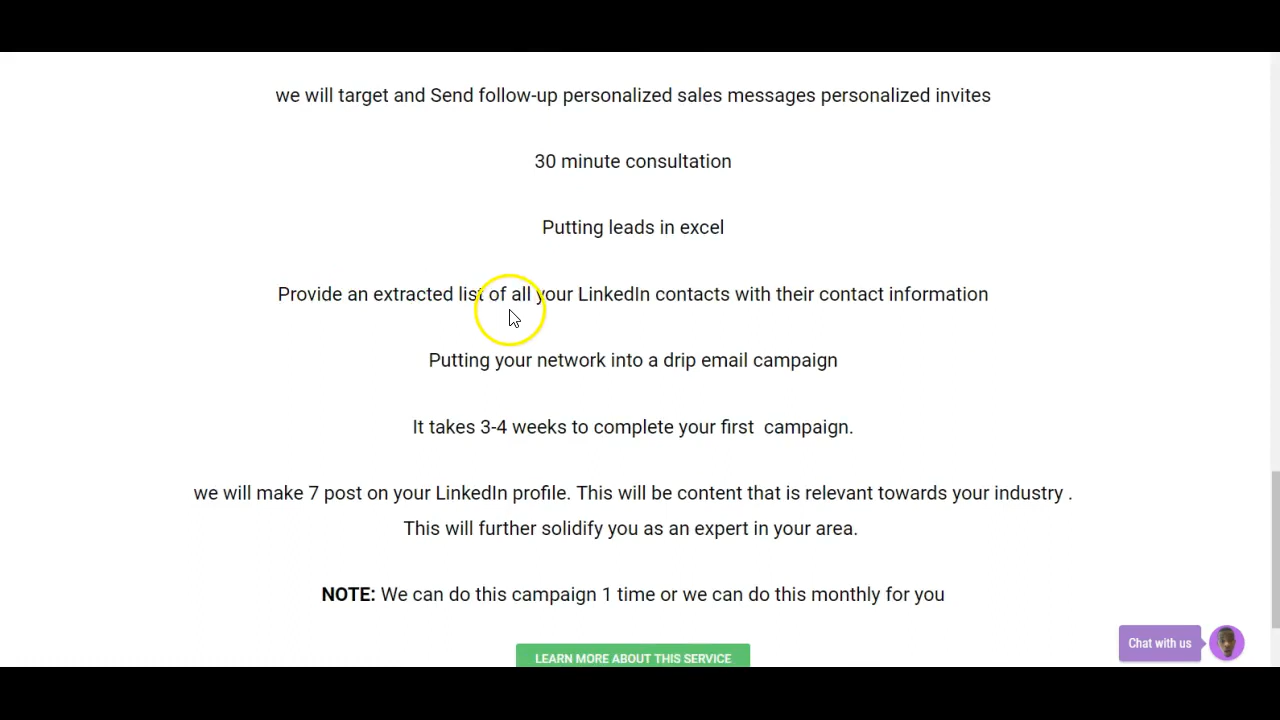 we will target and Send follow-up personalized sales messages personalized invites
30 minute consultation
Putting leads in excel
Provide an extracted list of all your LinkedIn contacts with their contact information
Putting your network into a drip email campaign
It takes 3-4 weeks to complete your first  campaign.
we will make 7 post on your LinkedIn profile. This will be content that is relevant towards your industry .
This will further solidify you as an expert in your area.
NOTE: We can do this campaign 1 time or we can do this monthly for you
Chat with us
LEARN MORE ABOUT THIS SERVICE